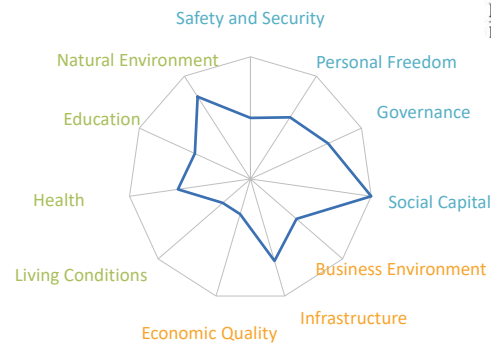 Safety and Security
Natural Environment
Personal Freedom
Education
Governance
Health
Social Capital
Living Conditions
Business Environment
Economic Quality
Infrastructure